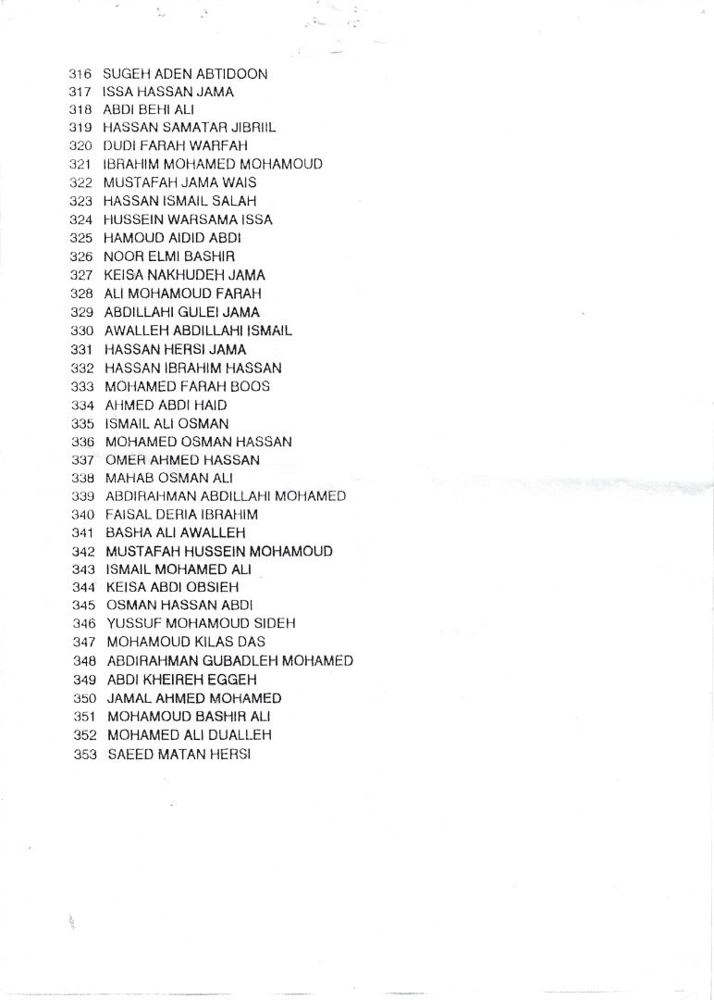 316 SUGEH ADEN ABTIDOON
317 ISSA HASSAN JAMA
318 ABDI BEHI ALI
319 HASSAN SAMATAR JIBRIIL
320 DUDI FARAH WARFAH
321 IBRAHIM MOHAMED MOHAMOUD
322 MUSTAFAH JAMA WAIS
323 HASSAN ISMAIL SALAH
324 HUSSEIN WARSAMA ISSA
325 HAMOUD AIDID ABDI
326 NOOR ELMI BASHIR
327 KEISA NAKHUDEH JAMA
328 ALI MOHAMOUD FARAH
329 ABDILLAHI GULEI JAMA
330 AWALLEH ABDILLAHI ISMAIL
331 HASSAN HERSI JAMA
332 HASSAN IBRAHIM HASSAN
333 MOHAMED FARAH BOOS
334 AHMED ABDI HAID
335 ISMAIL ALI OSMAN
336 MOHAMED OSMAN HASSAN
337 OMER AHMED HASSAN
338 MAHAB OSMAN ALI
339 ABDIRAHMAN ABDILLAHI MOHAMED
340 FAISAL DERIA IBRAHIM
341 BASHA ALI AWALLEH
342 MUSTAFAH HUSSEIN MOHAMOUD
343 ISMAIL MOHAMED ALI
344 KEISA ABDI OBSIEH
345 OSMAN HASSAN ABDI
346 YUSSUF MOHAMOUD SIDEH
347 MOHAMOUD KILAS DAS
348 ABDIRAHMAN GUBADLEH MOHAMED
349 ABDI KHEIREH EGGEH
350 JAMAL AHMED MOHAMED
351 MOHAMOUD BASHIR ALI
352 MOHAMED ALI DUALLEH
353 SAEED MATAN HERSI